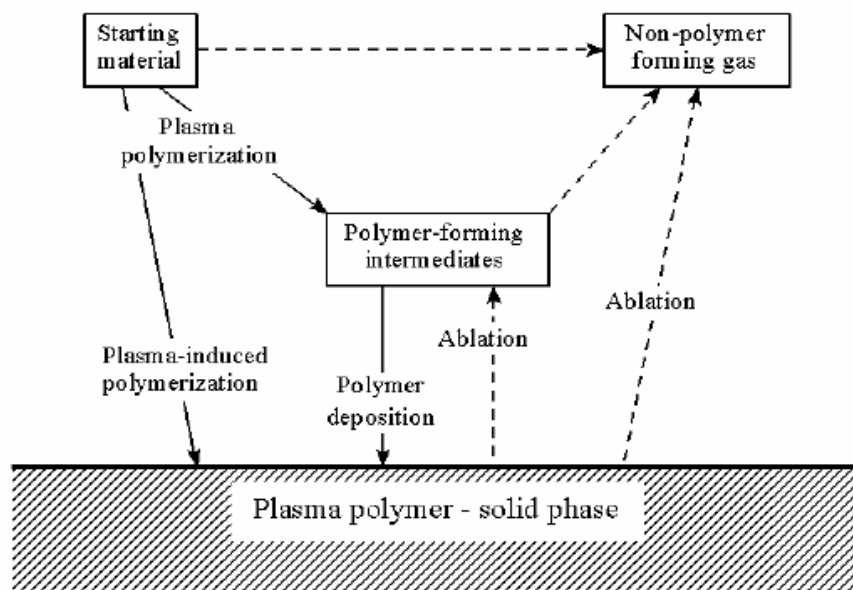 Starting
material
Non-polymer
forming gas
Plasma
polymerization
Polymer-forming
intermediates
Ablation
Ablation
Plasma-induced
polymerization
Polymer
deposition
Plasma polymer - solid phase